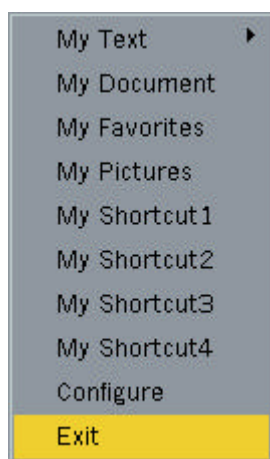 My Text
My Document
My Favorites
My Pictures
My Shortcut1
My Shortcut2
My Shortcut3
My Shortcut4
Configure
Exit